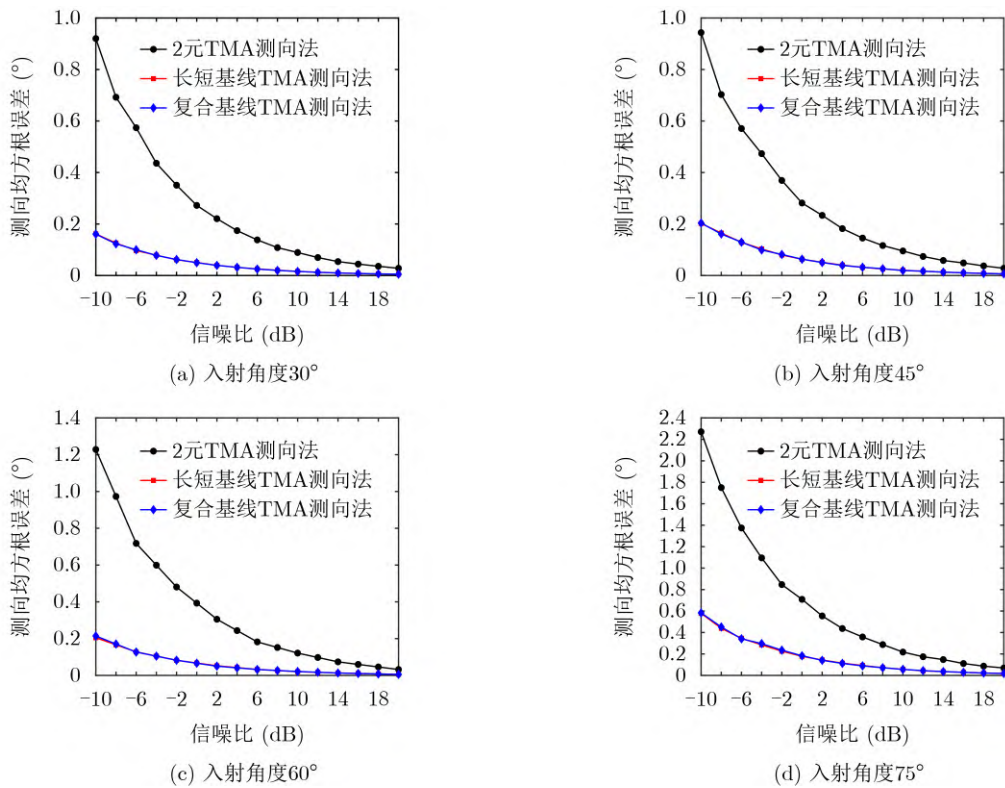 测向均方根误差 (°)
1.0
0.8
0.6
0.4
0.2
0
2元TMA测向法
长短基线TMA测向法
复合基线TMA测向法
−10 −6 −2 2 6 10 14 18
信噪比 (dB)
(a) 入射角度30°
测向均方根误差 (°)
1.0
0.8
0.6
0.4
0.2
0
2元TMA测向法
长短基线TMA测向法
复合基线TMA测向法
−10 −6 −2 2 6 10 14 18
信噪比 (dB)
(b) 入射角度45°
测向均方根误差 (°)
1.4
1.2
1.0
0.8
0.6
0.4
0.2
0
2元TMA测向法
长短基线TMA测向法
复合基线TMA测向法
−10 −6 −2 2 6 10 14 18
信噪比 (dB)
(c) 入射角度60°
测向均方根误差 (°)
2.4
2.2
2.0
1.8
1.6
1.4
1.2
1.0
0.8
0.6
0.4
0.2
0
2元TMA测向法
长短基线TMA测向法
复合基线TMA测向法
−10 −6 −2 2 6 10 14 18
信噪比 (dB)
(d) 入射角度75°